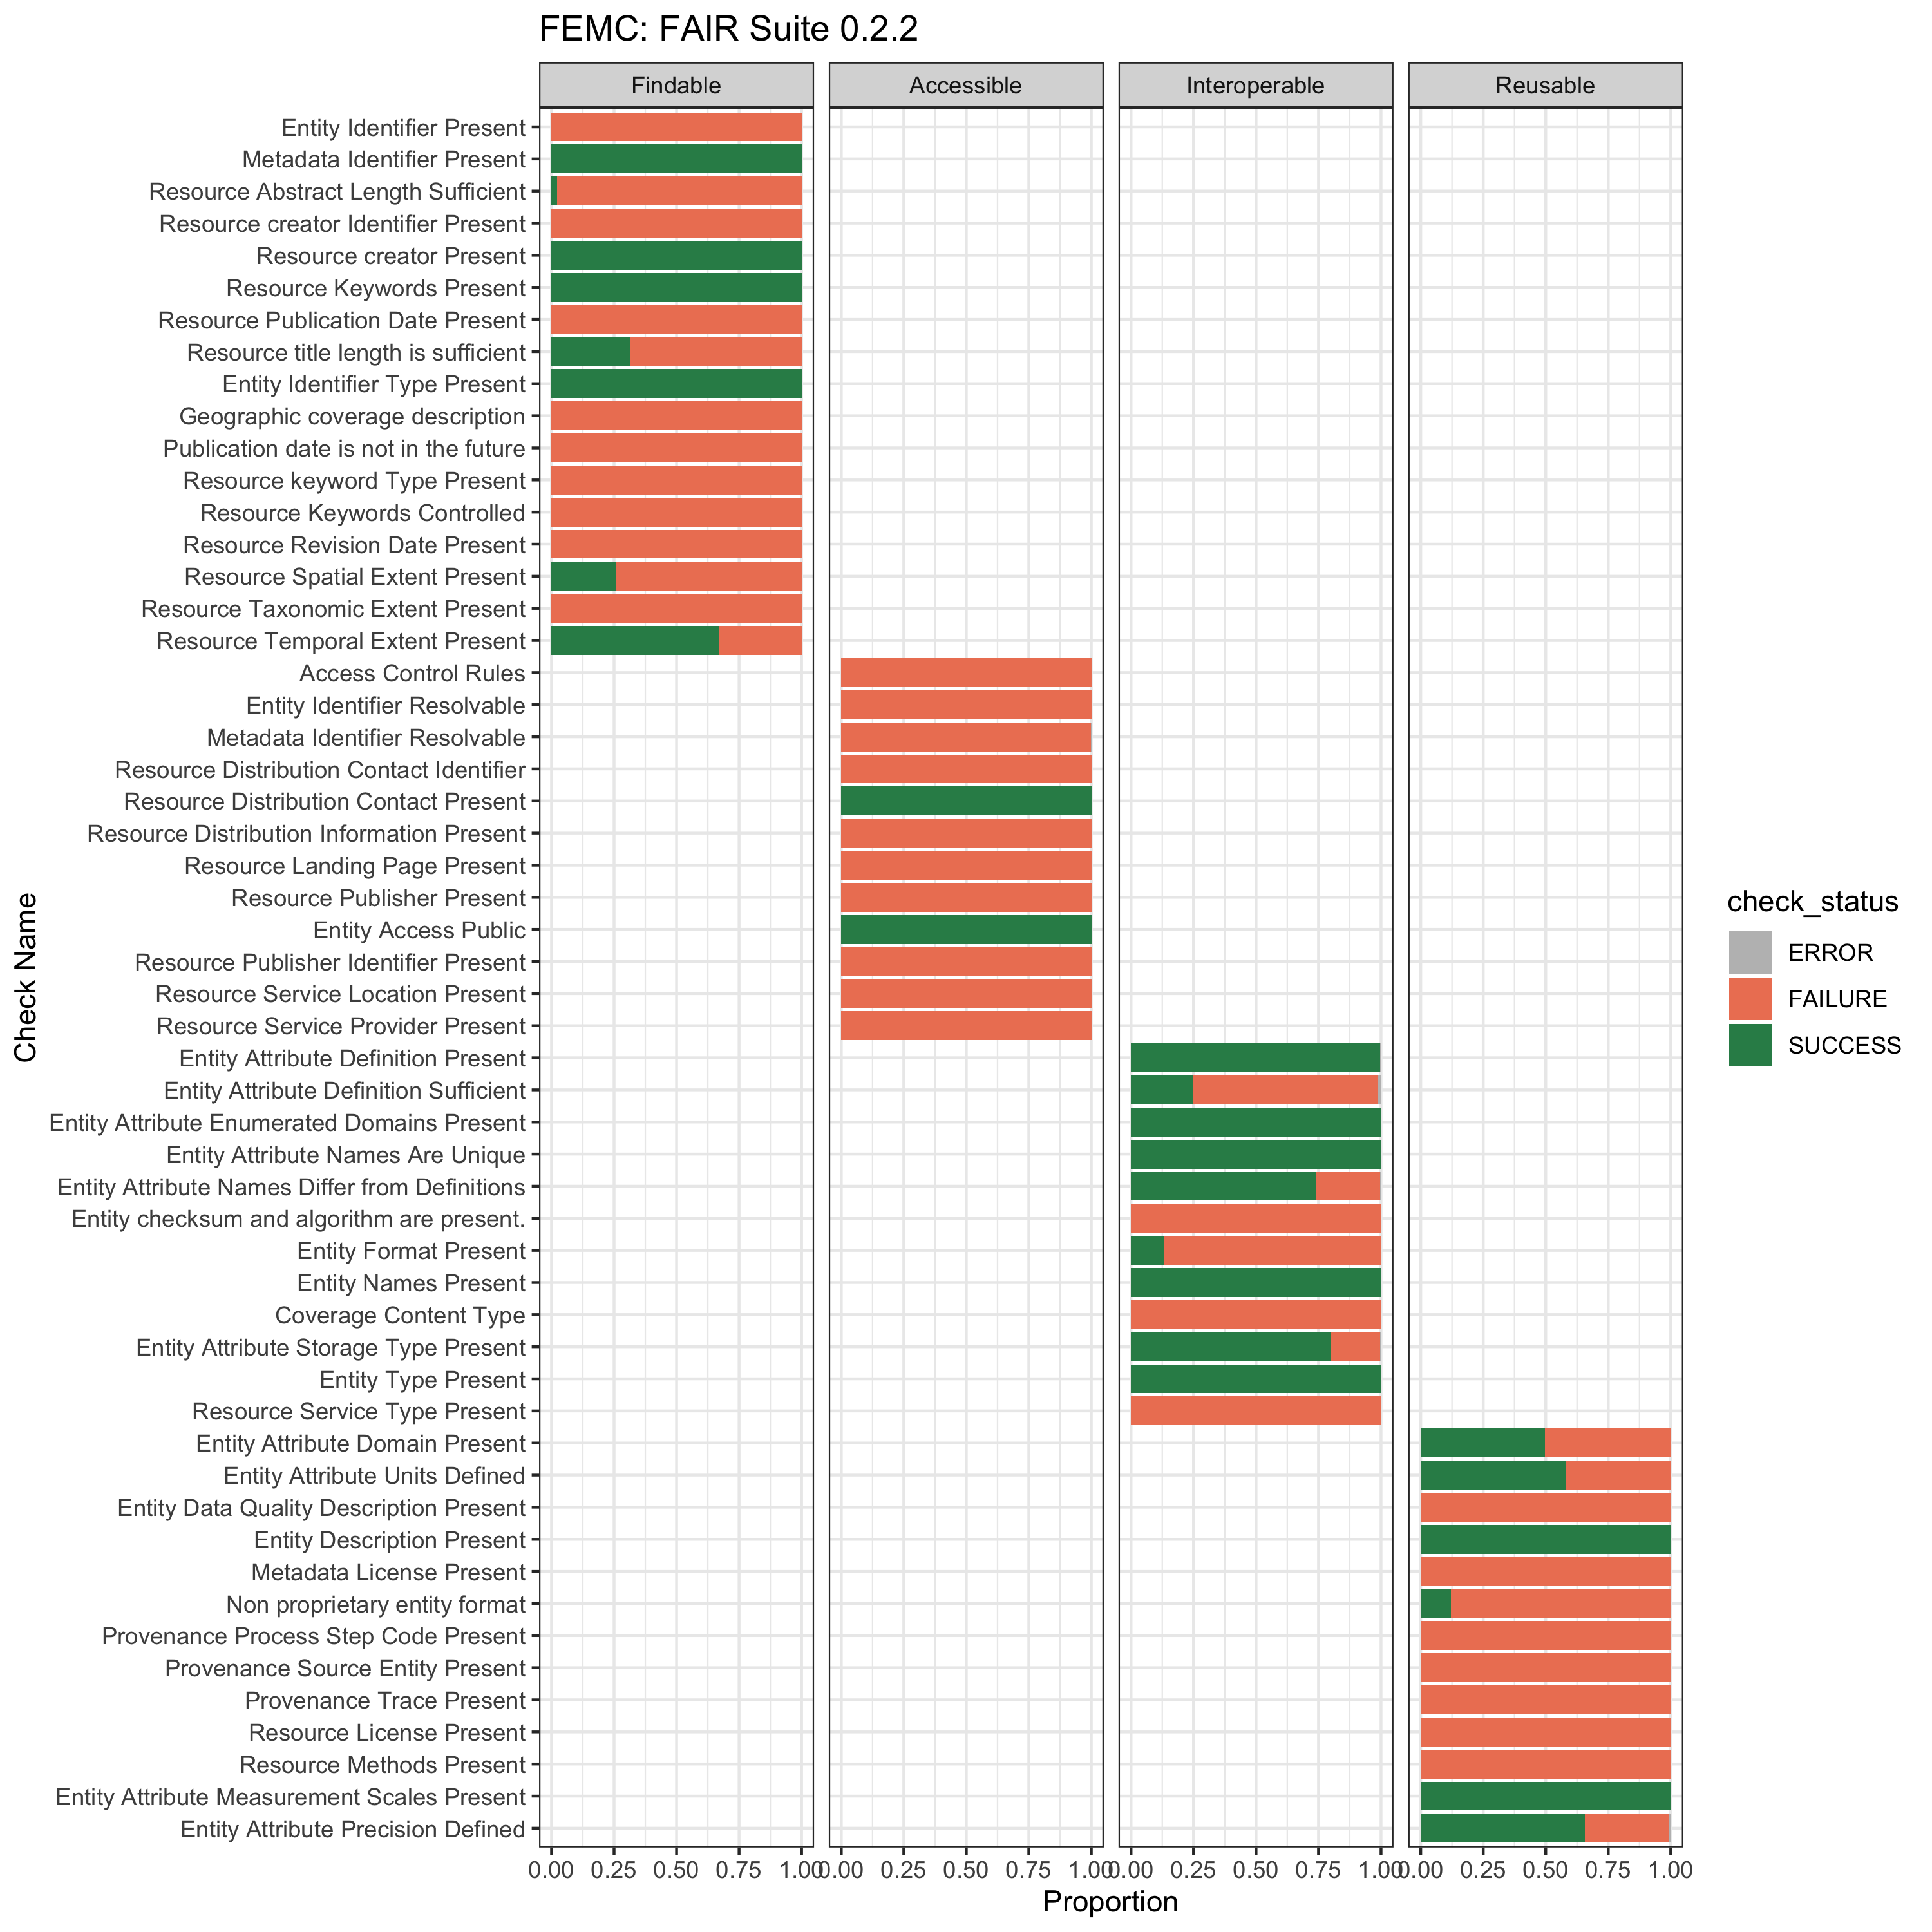 FEMC: FAIR Suite 0.2.2
Findable
Accessible
Interoperable
Reusable
Entity Identifier Present
Metadata Identifier Present
Resource Abstract Length Sufficient
Resource creator Identifier Present
Resource creator Present
Resource Keywords Present
Resource Publication Date Present
Resource title length is sufficient
Entity Identifier Type Present
Geographic coverage description
Publication date is not in the future
Resource keyword Type Present
Resource Keywords Controlled
Resource Revision Date Present
Resource Spatial Extent Present
Resource Taxonomic Extent Present
Resource Temporal Extent Present
Access Control Rules
Entity Identifier Resolvable
Metadata Identifier Resolvable
Resource Distribution Contact Identifier
Resource Distribution Contact Present
Resource Distribution Information Present
Resource Landing Page Present
Resource Publisher Present
Entity Access Public
Resource Publisher Identifier Present
Resource Service Location Present
Resource Service Provider Present
Entity Attribute Definition Present
Entity Attribute Definition Sufficient
Entity Attribute Enumerated Domains Present
Entity Attribute Names Are Unique
Entity Attribute Names Differ from Definitions
Entity checksum and algorithm are present.
Entity Format Present
Entity Names Present
Coverage Content Type
Entity Attribute Storage Type Present
Entity Type Present
Resource Service Type Present
Entity Attribute Domain Present
Entity Attribute Units Defined
Entity Data Quality Description Present
Entity Description Present
Metadata License Present
Non proprietary entity format
Provenance Process Step Code Present
Provenance Source Entity Present
Provenance Trace Present
Resource License Present
Resource Methods Present
Entity Attribute Measurement Scales Present
Entity Attribute Precision Defined
Check Name
0.00 0.25 0.50 0.75 1.00
0.00 0.25 0.50 0.75 1.00
0.00 0.25 0.50 0.75 1.00
0.00 0.25 0.50 0.75 1.00
Proportion
check_status
ERROR
FAILURE
SUCCESS